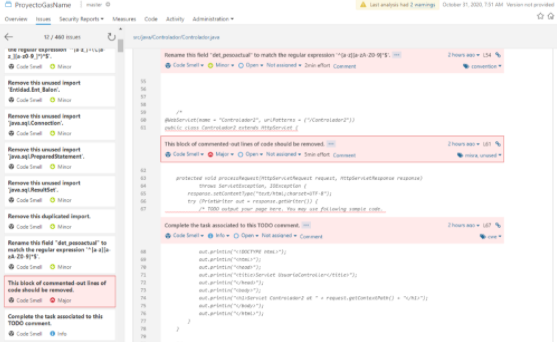 ProyectoGasName master
Last analysis had 2 warnings October 31, 2020, 7:01 AM Version not provided
Overview Issues Security Reports Measures Code Activity Administration
12 / 460 issues
src/java/Controlador/Controlador.java
the regular expression
Code Smell Minor
Remove this unused import
'Entidad.Ent_Balon'.
Code Smell Minor
Remove this unused import
'java.sql.Connection'.
Code Smell Minor
Remove this unused import
'java.sql.PreparedStatement'.
Code Smell Minor
Remove this unused import
'java.sql.ResultSet'.
Code Smell Minor
Remove this duplicated import.
Code Smell Minor
Rename this field "det_pesoactual" to
match the regular expression '^[a-z][a-
zA-Z0-9]*$'.
Code Smell Minor
This block of commented-out lines of
code should be removed.
Code Smell Major
Complete the task associated to this
TODO comment.
Code Smell Info
Rename this field "det_pesoactual" to match the regular expression '^[a-z][a-zA-Z0-9]*$'. 2 hours ago L54
Code Smell Minor Open Not assigned 2min effort Comment convention
/*
@WebServlet(name = "Controlador2", urlPatterns = {"/Controlador2"})
public class Controlador2 extends HttpServlet {
This block of commented-out lines of code should be removed. 2 hours ago L61
Code Smell Major Open Not assigned 5min effort Comment misra, unused
protected void processRequest(HttpServletRequest request, HttpServletResponse response)
throws ServletException, IOException {
response.setContentType("text/html;charset=UTF-8");
try (PrintWriter out = response.getWriter()) {
/* TODO output your page here. You may use following sample code.
Complete the task associated to this TODO comment. 2 hours ago L67
Code Smell Info Open Not assigned Comment cwe
out.println("<!DOCTYPE html>");
out.println("<html>");
out.println("<head>");
out.println("<title>Servlet UsuarioController</title>");
out.println("</head>");
out.println("<body>");
out.println("<h1>Servlet Controlador2 at " + request.getContextPath() + "</h1>");
out.println("</body>");
out.println("</html>");
}
}